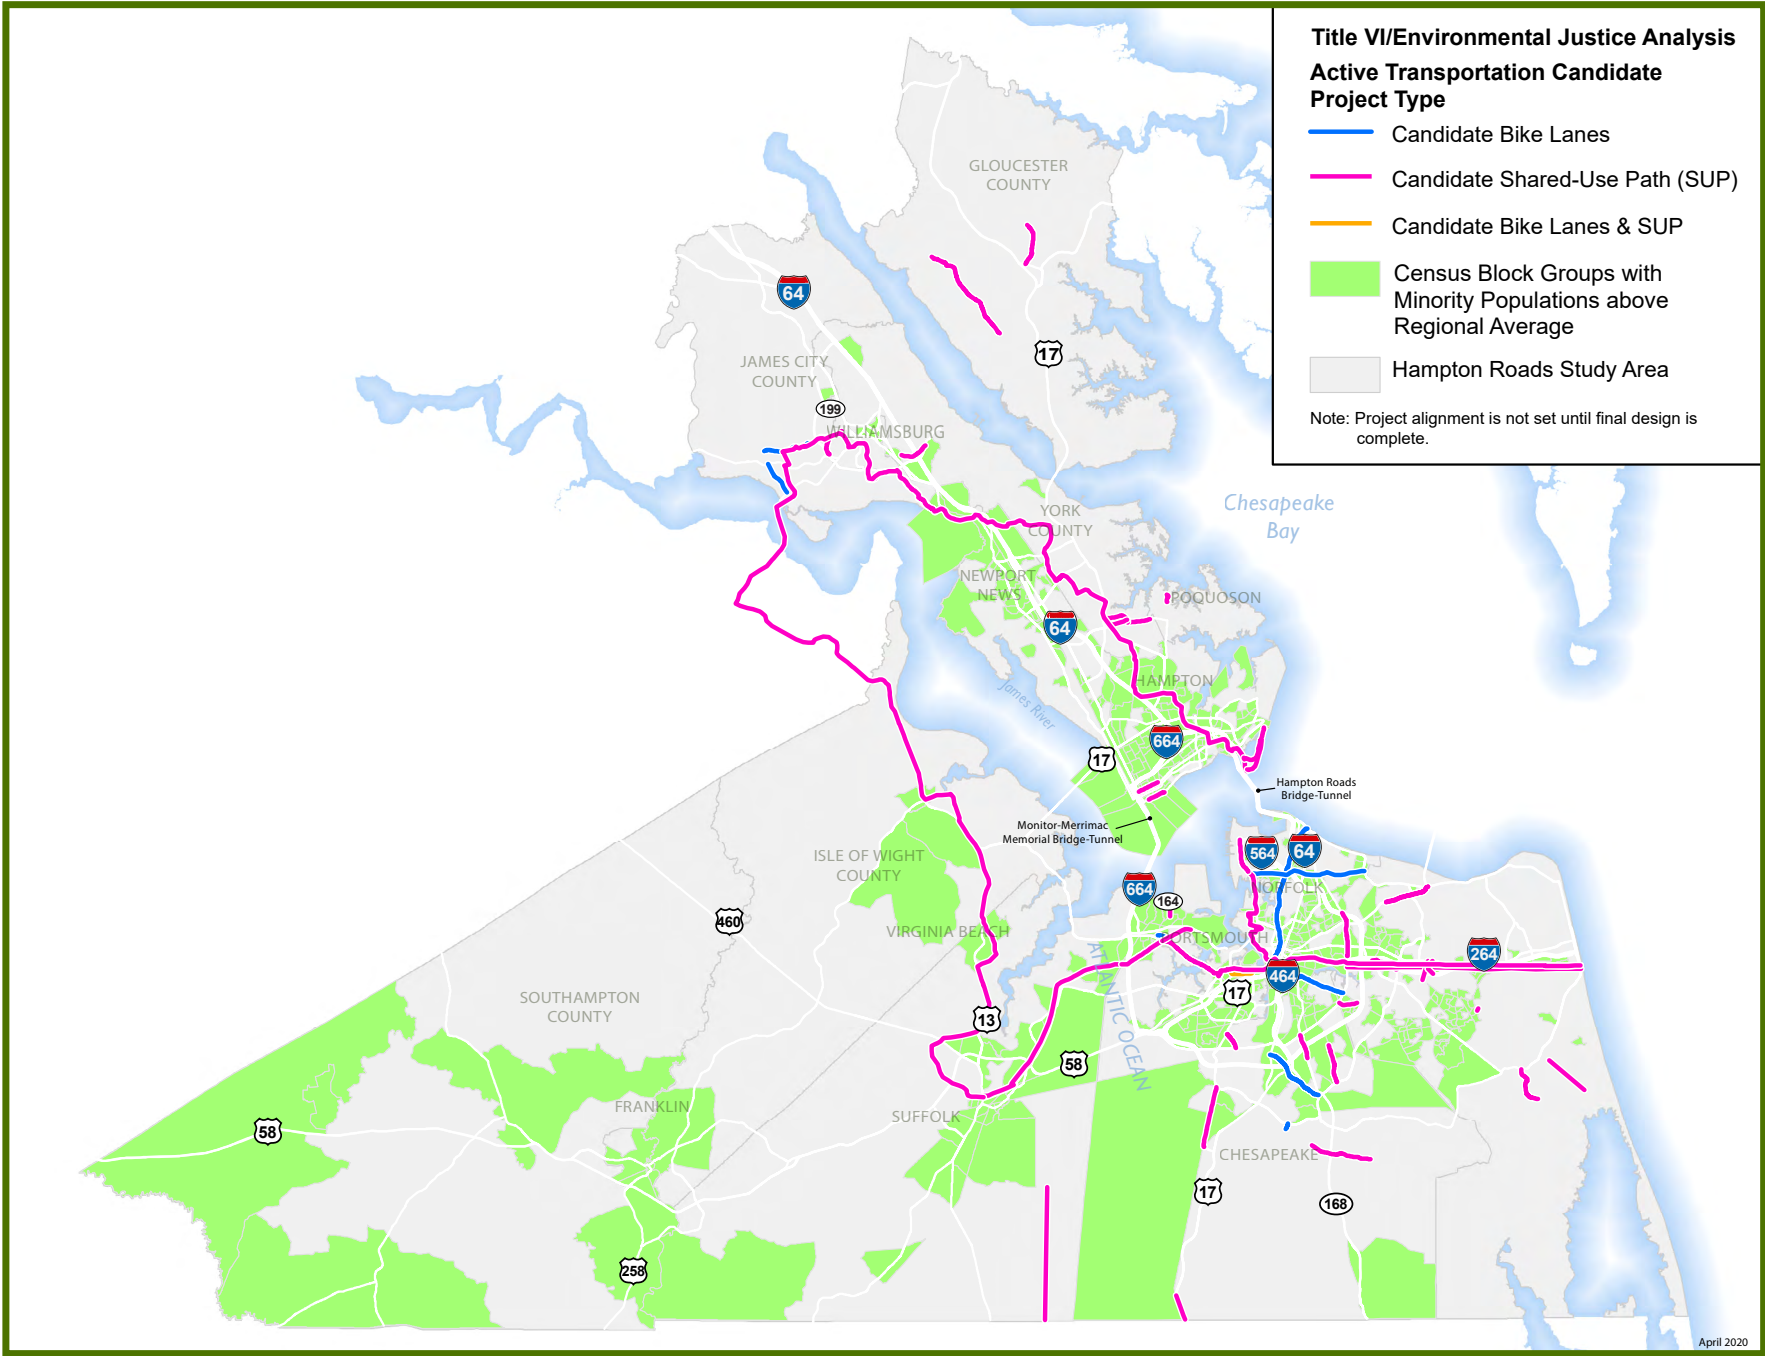 Title VI/Environmental Justice Analysis
Active Transportation Candidate
Project Type
Candidate Bike Lanes
Candidate Shared-Use Path (SUP)
Candidate Bike Lanes & SUP
Census Block Groups with
Minority Populations above
Regional Average
Hampton Roads Study Area
Note: Project alignment is not set until final design is
complete.
GLOUCESTER
COUNTY
64
17
JAMES CITY
COUNTY
199
WILLIAMSBURG
Chesapeake
Bay
YORK
COUNTY
NEWPORT
NEWS
POQUOSON
64
HAMPTON
James River
664
17
Hampton Roads
Bridge-Tunnel
Monitor-Merrimac
Memorial Bridge-Tunnel
564
64
ISLE OF WIGHT
COUNTY
664
164
NORFOLK
460
VIRGINIA BEACH
PORTSMOUTH
264
464
17
SOUTHAMPTON
COUNTY
13
ATLANTIC OCEAN
58
FRANKLIN
SUFFOLK
58
CHESAPEAKE
17
168
258
April 2020